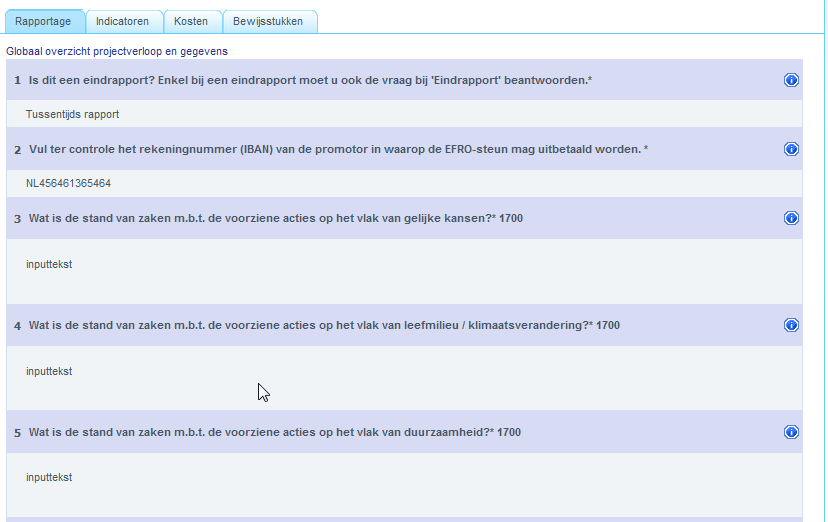 Rapportage Indicatoren Kosten Bewijsstukken
Globaal overzicht projectverloop en gegevens
1 Is dit een eindrapport? Enkel bij een eindrapport moet u ook de vraag bij 'Eindrapport' beantwoorden.*
Tussentijds rapport
2 Vul ter controle het rekeningnummer (IBAN) van de promotor in waarop de EFRO-steun mag uitbetaald worden. *
NL456461365464
3 Wat is de stand van zaken m.b.t. de voorziene acties op het vlak van gelijke kansen?* 1700
inputtekst
4 Wat is de stand van zaken m.b.t. de voorziene acties op het vlak van leefmilieu / klimaatsverandering?* 1700
inputtekst
5 Wat is de stand van zaken m.b.t. de voorziene acties op het vlak van duurzaamheid?* 1700
inputtekst